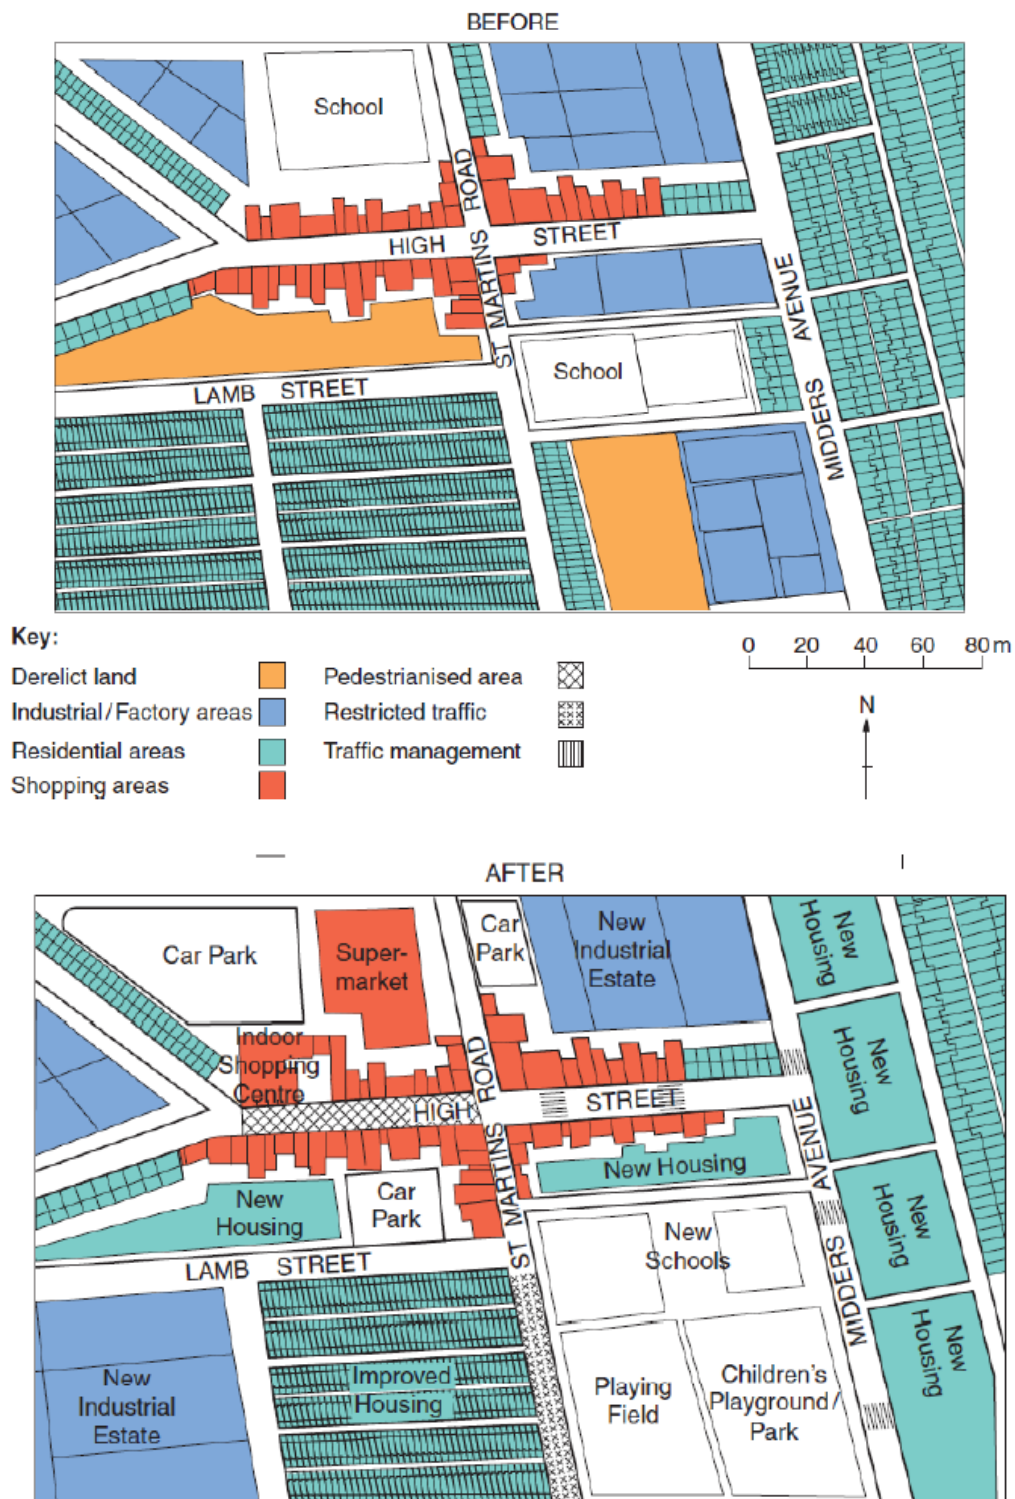 BEFORE
School
ROAD
HIGH STREET
ST MARTINS
AVENUE
School
LAMB STREET
MIDDERS
Key:
Derelict land
Industrial/Factory areas
Residential areas
Shopping areas
Pedestrianised area
Restricted traffic
Traffic management
0 20 40 60 80 m
N
AFTER
Car Park
Super-
market
Car
Park
New
Industrial
Estate
New
Housing
Indoor
Shopping
Centre
New
Housing
ROAD
HIGH STREET
ST MARTINS
AVENUE
New Housing
New
Housing
Car
Park
New
Housing
New
Schools
LAMB STREET
MIDDERS
New
Housing
New
Industrial
Estate
Improved
Housing
Playing
Field
Children's
Playground/
Park